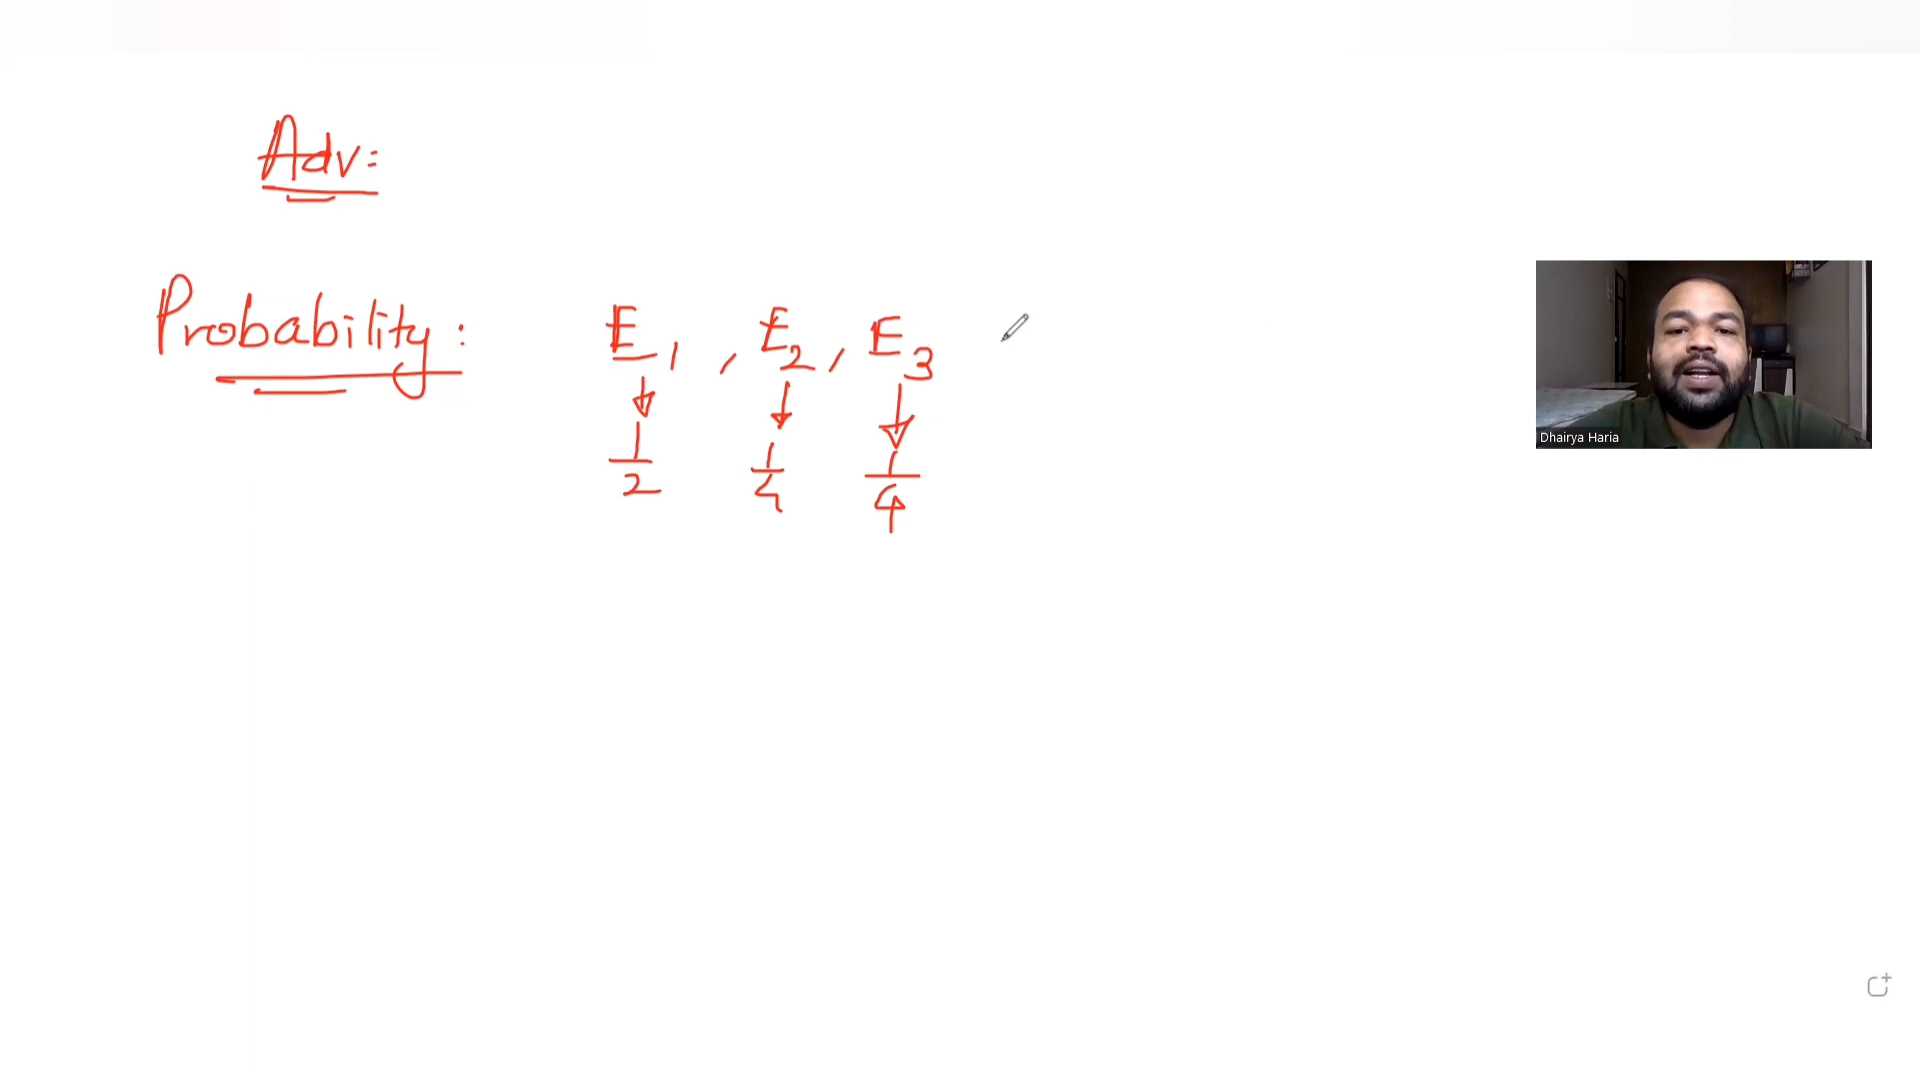 Adv:
Probability: E1, E2, E3
↓ ↓ ↓
1/2 1/4 1/4
Dhairya Haria